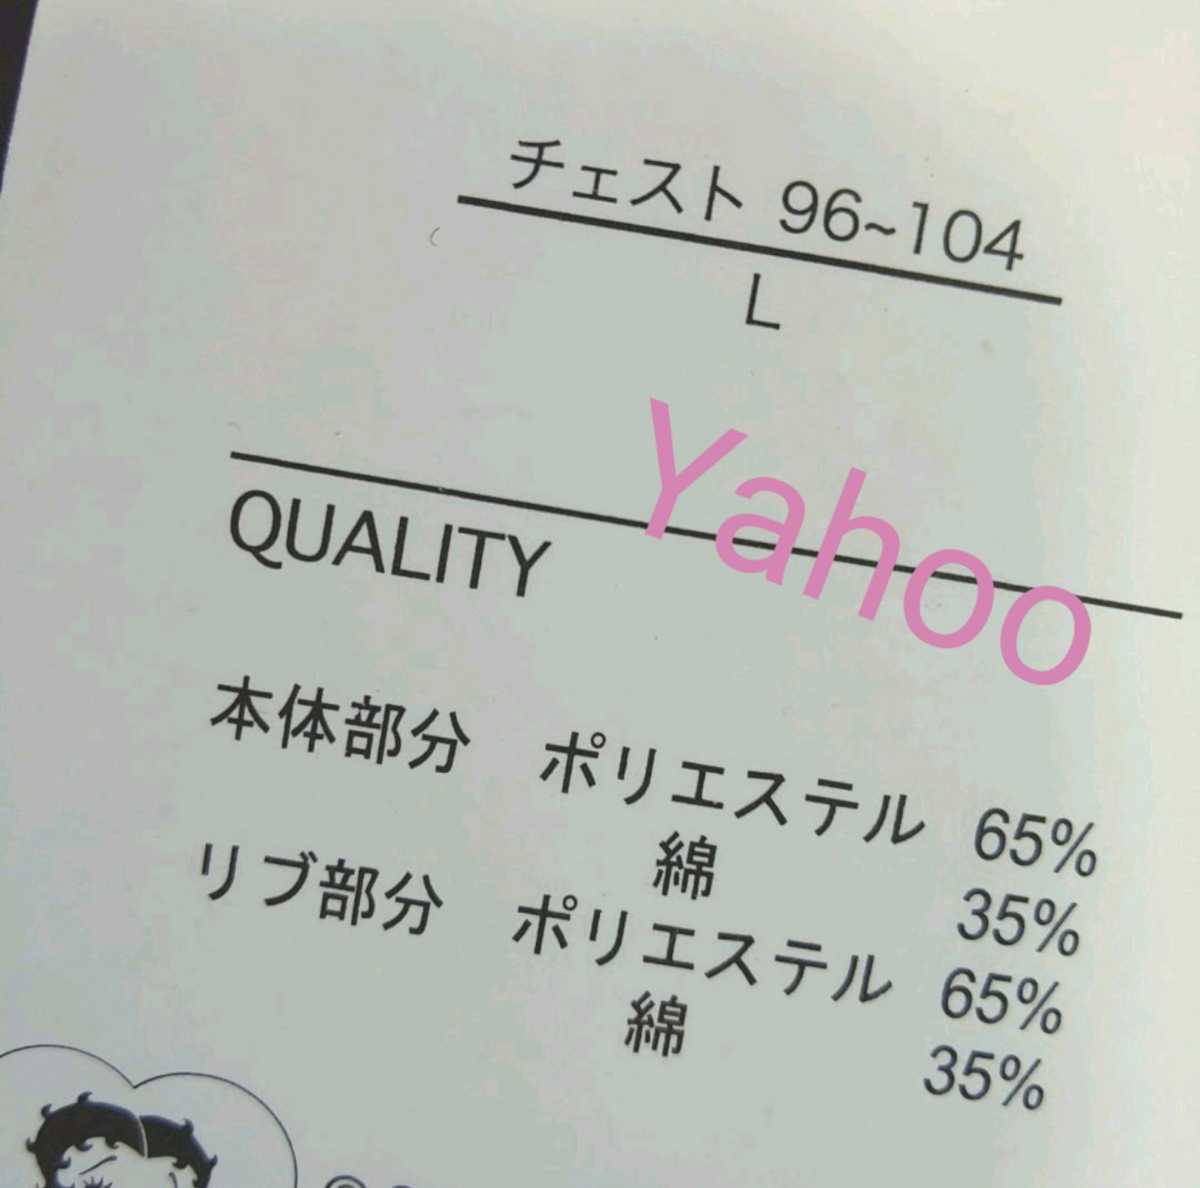 チェスト 96~104
L
Yahoo
QUALITY
本体部分 ポリエステル 65%
綿 35%
リブ部分 ポリエステル 65%
綿 35%
©